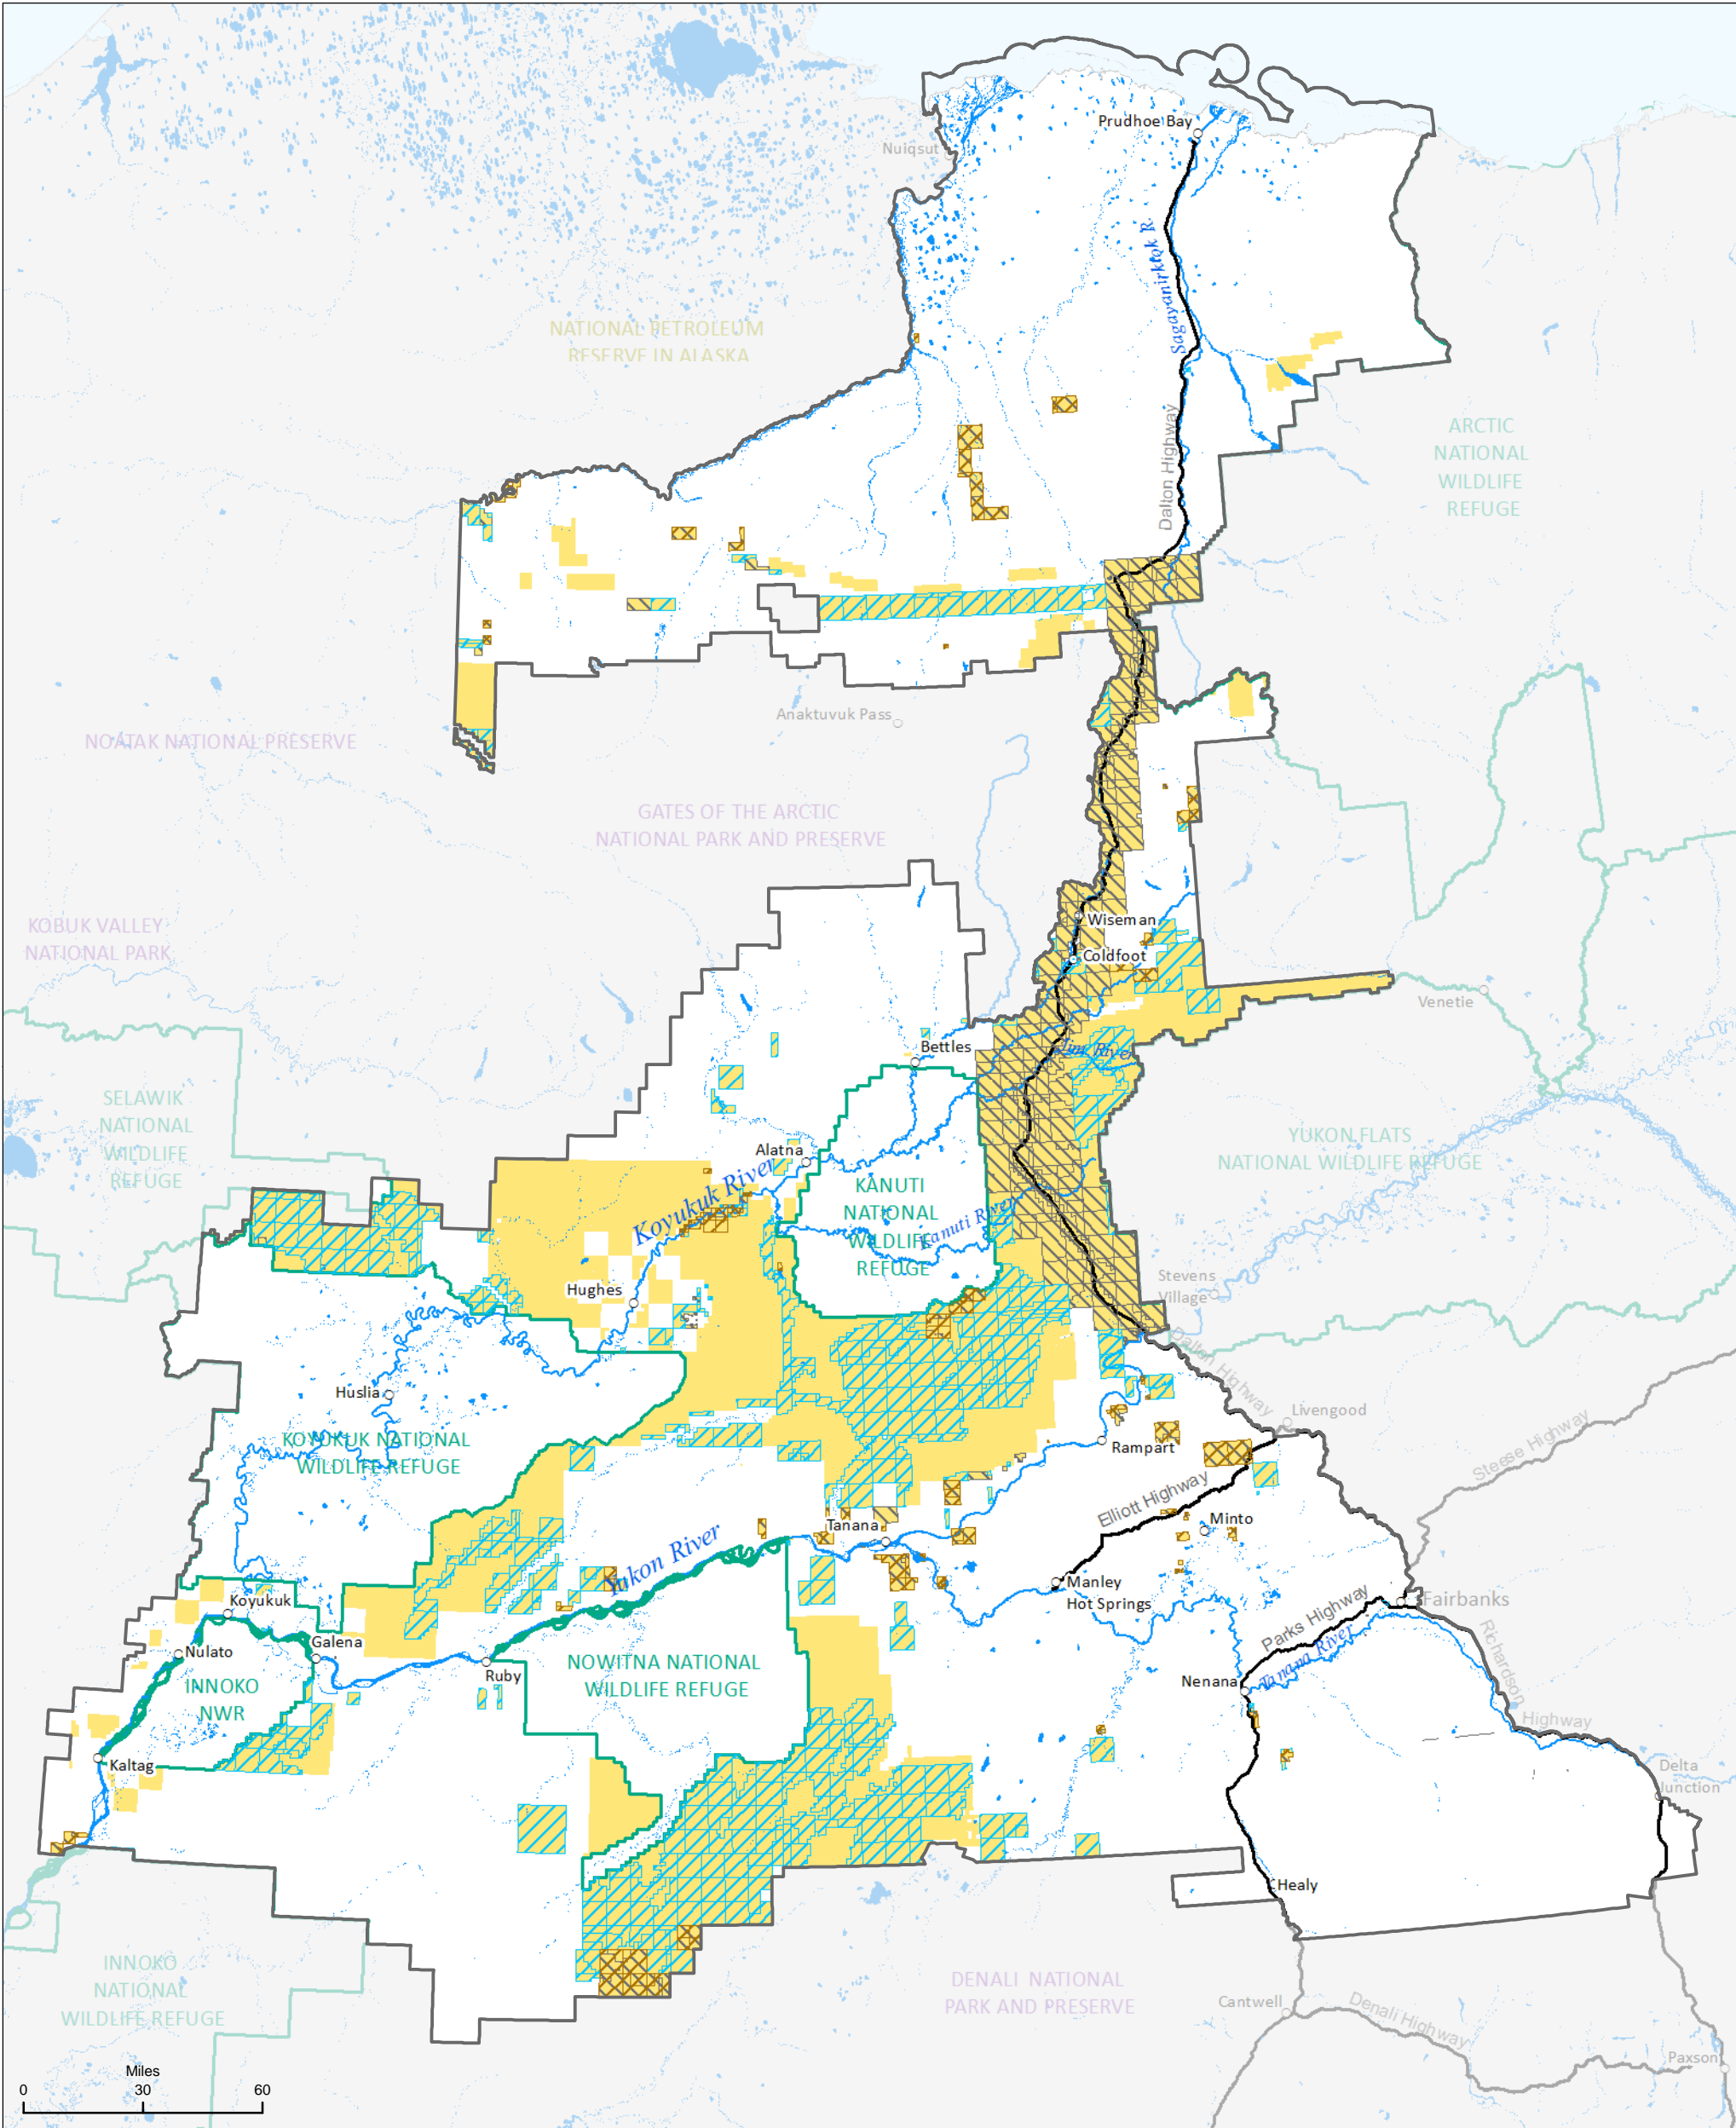 Prudhoe Bay
Nuiqsut
Sagavanirktok R.
NATIONAL PETROLEUM
RESERVE IN ALASKA
Dalton Highway
ARCTIC
NATIONAL
WILDLIFE
REFUGE
Anaktuvuk Pass
NOATAK NATIONAL PRESERVE
GATES OF THE ARCTIC
NATIONAL PARK AND PRESERVE
KOBUK VALLEY
NATIONAL PARK
Wiseman
Coldfoot
Venetie
Bettles
Jim River
SELAWIK
NATIONAL
WILDLIFE
REFUGE
YUKON FLATS
NATIONAL WILDLIFE REFUGE
Alatna
Koyukuk River
KANUTI
NATIONAL
WILDLIFE
REFUGE
Kanuti River
Hughes
Stevens
Village
Dalton Highway
Huslia
Livengood
KOYUKUK NATIONAL
WILDLIFE REFUGE
Rampart
Steese Highway
Elliott Highway
Tanana
Minto
Yukon River
Manley
Hot Springs
Koyukuk
Fairbanks
Parks Highway
Nulato
Galena
Ruby
NOWITNA NATIONAL
WILDLIFE REFUGE
Tanana River
Richardson
Highway
INNOKO
NWR
Nenana
Kaltag
Delta
Junction
Healy
INNOKO
NATIONAL
WILDLIFE REFUGE
DENALI NATIONAL
PARK AND PRESERVE
Cantwell
Denali Highway
Paxson
Miles
0 30 60